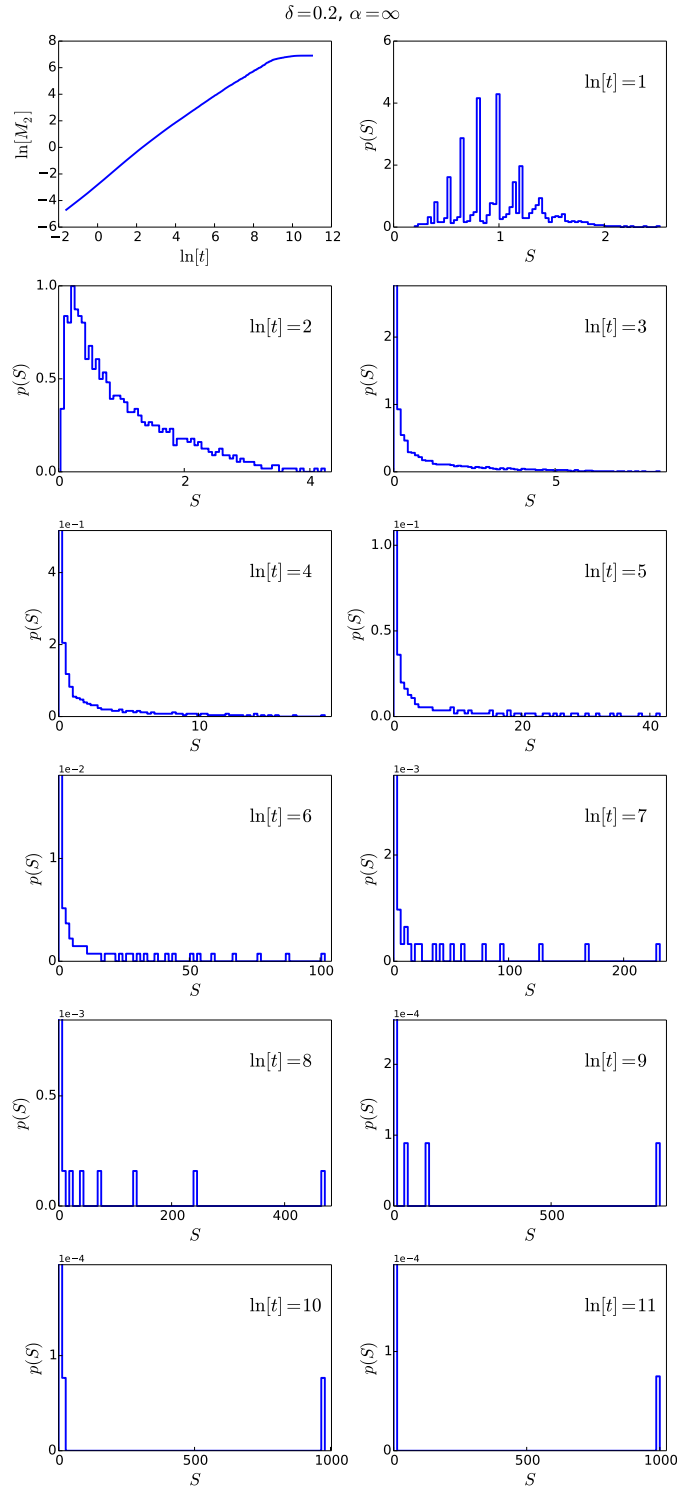 δ=0.2, α=∞
8
6
4
2
0
−2
−4
−6
ln[M₂]
−2 0 2 4 6 8 10 12
ln[t]
6
4
2
0
p(S)
ln[t]=1
0 1 2
S
1.0
0.5
0.0
p(S)
ln[t]=2
0 2 4
S
2
1
0
p(S)
ln[t]=3
0 5
S
1e−1
4
2
0
p(S)
ln[t]=4
0 10
S
1e−1
1.0
0.5
0.0
p(S)
ln[t]=5
0 20 40
S
1e−2
1
0
p(S)
ln[t]=6
0 50 100
S
1e−3
2
0
p(S)
ln[t]=7
0 100 200
S
1e−3
0.5
0.0
p(S)
ln[t]=8
0 200 400
S
1e−4
2
1
0
p(S)
ln[t]=9
0 500
S
1e−4
1
0
p(S)
ln[t]=10
0 500 1000
S
1e−4
1
0
p(S)
ln[t]=11
0 500 1000
S